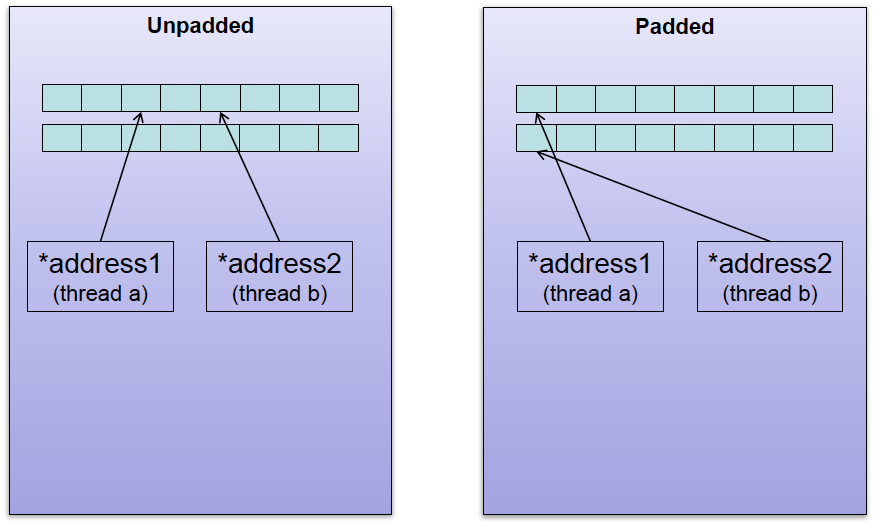 Unpadded
*address1
(thread a)
*address2
(thread b)
Padded
*address1
(thread a)
*address2
(thread b)